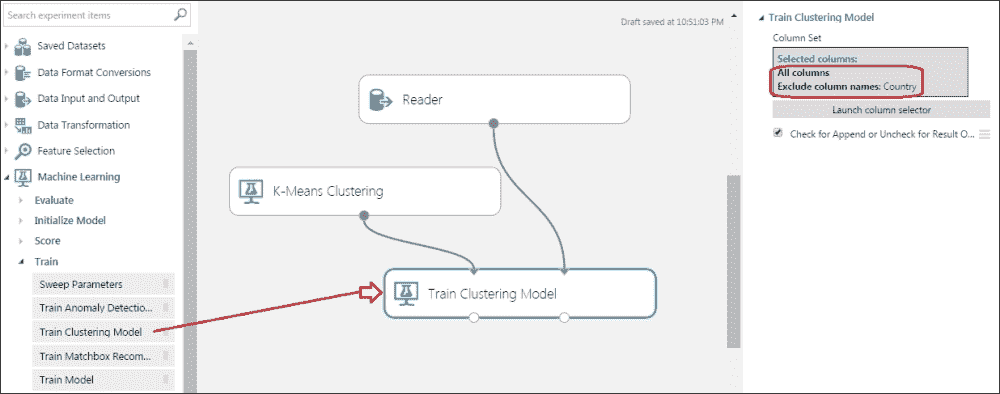 Search experiment items
Saved Datasets
Data Format Conversions
Data Input and Output
Data Transformation
Feature Selection
Machine Learning
Evaluate
Initialize Model
Score
Train
Sweep Parameters
Train Anomaly Detectio...
Train Clustering Model
Train Matchbox Recom...
Train Model
Draft saved at 10:51:03 PM
Reader
K-Means Clustering
Train Clustering Model
Train Clustering Model
Column Set
Selected columns:
All columns
Exclude column names: Country
Launch column selector
Check for Append or Uncheck for Result O...